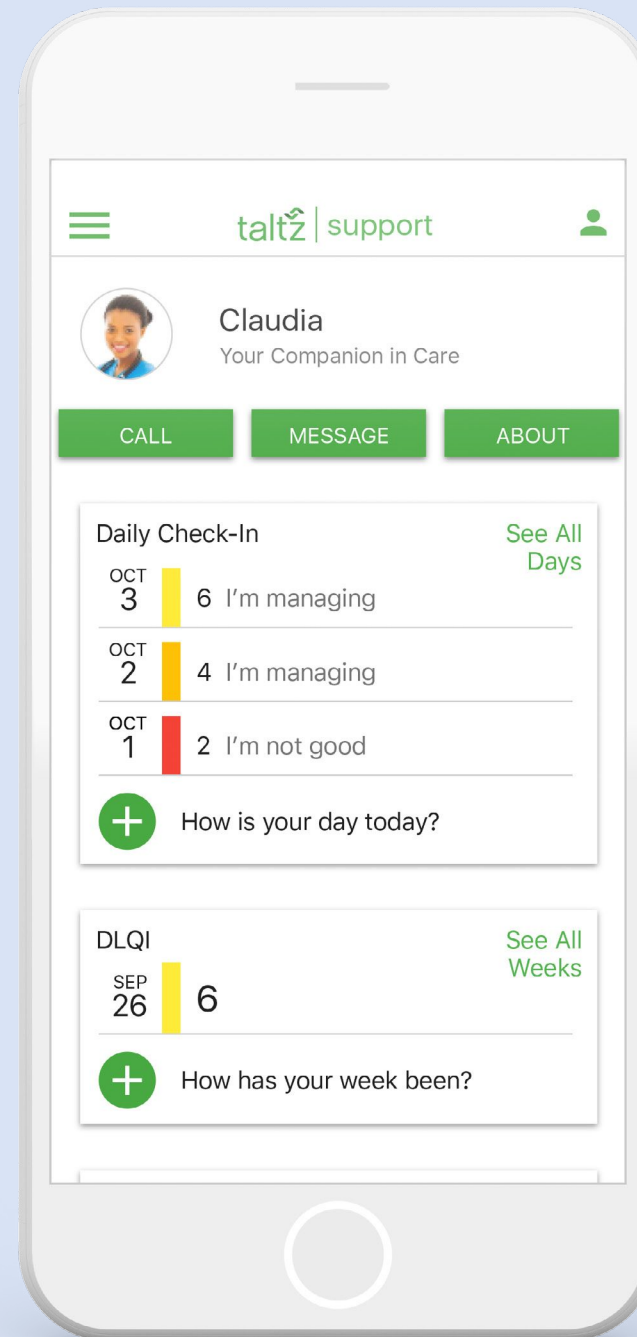 taltz | support
Claudia
Your Companion in Care
CALL MESSAGE ABOUT
Daily Check-In See All
Days
OCT
3 6 I'm managing
OCT
2 4 I'm managing
OCT
1 2 I'm not good
+ How is your day today?
DLQI See All
Weeks
SEP
26 6
+ How has your week been?